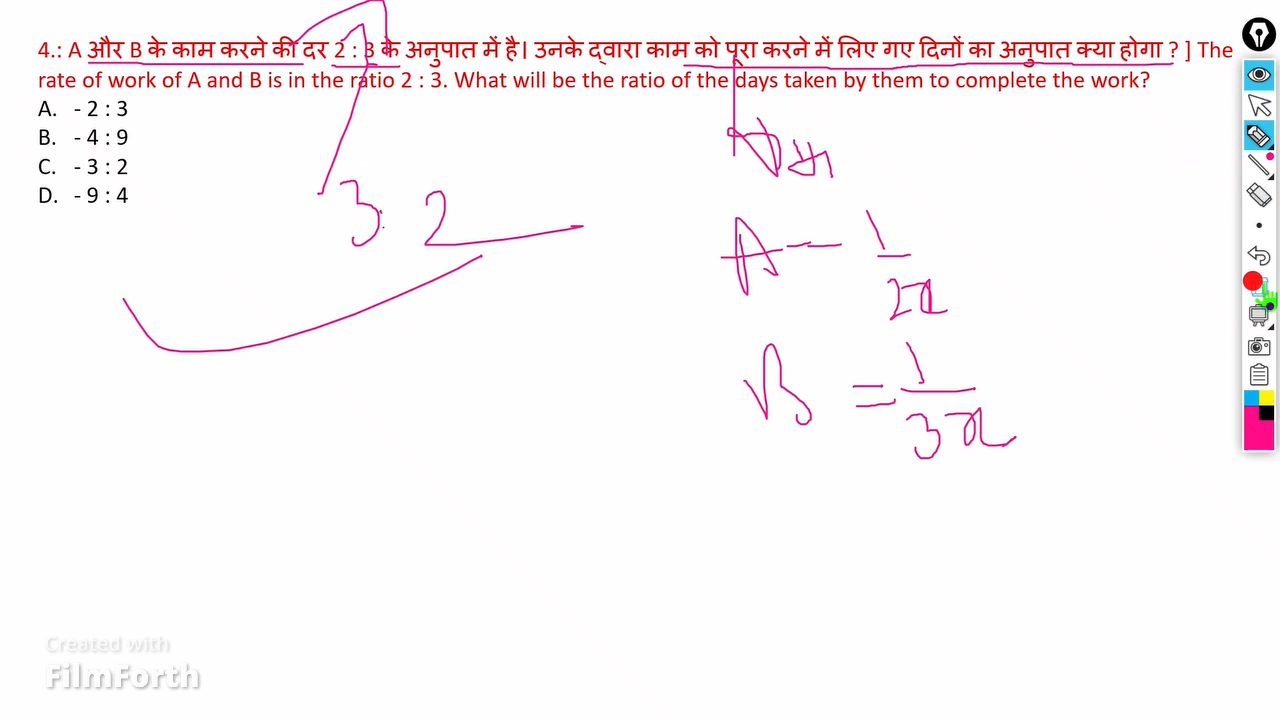 4.: A और B के काम करने की दर 2 : 3 के अनुपात में है। उनके द्वारा काम को पूरा करने में लिए गए दिनों का अनुपात क्या होगा ? ] The
rate of work of A and B is in the ratio 2 : 3. What will be the ratio of the days taken by them to complete the work?
A. - 2 : 3
B. - 4 : 9
C. - 3 : 2
D. - 9 : 4
3 : 2
A - 1
2x
B = 1
3x
Created with
FilmForth